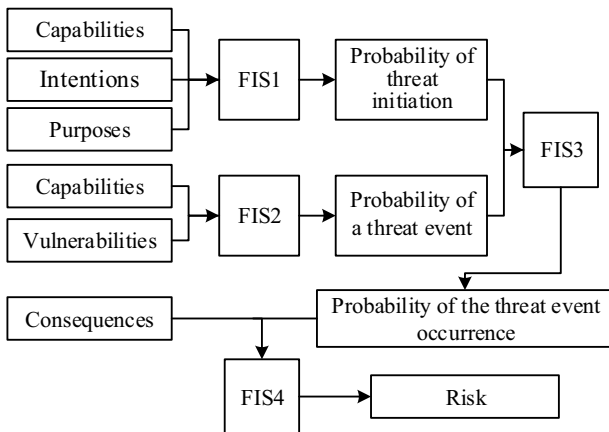 Capabilities
Intentions
Purposes
FIS1
Probability of
threat
initiation
FIS3
Capabilities
Vulnerabilities
FIS2
Probability of
a threat event
Consequences
Probability of the threat event
occurrence
FIS4
Risk